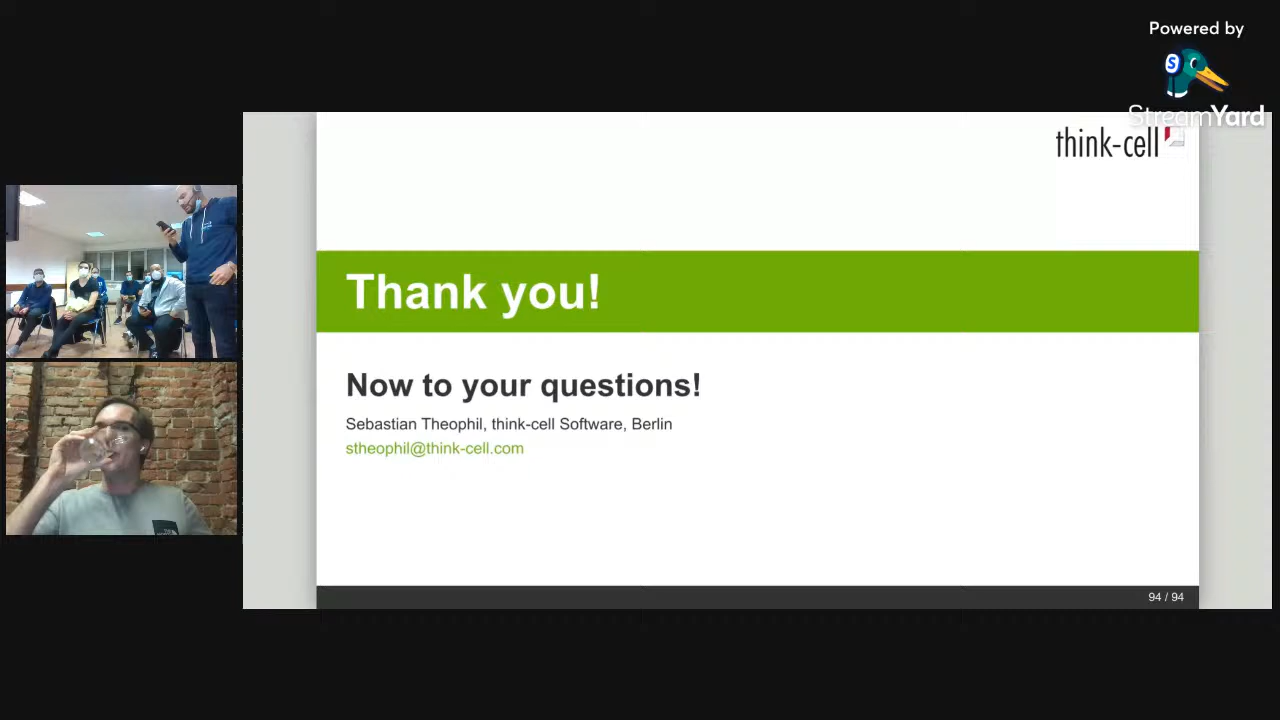 Powered by
S
StreamYard
think-cell
Thank you!
Now to your questions!
Sebastian Theophil, think-cell Software, Berlin
stheophil@think-cell.com
94 / 94